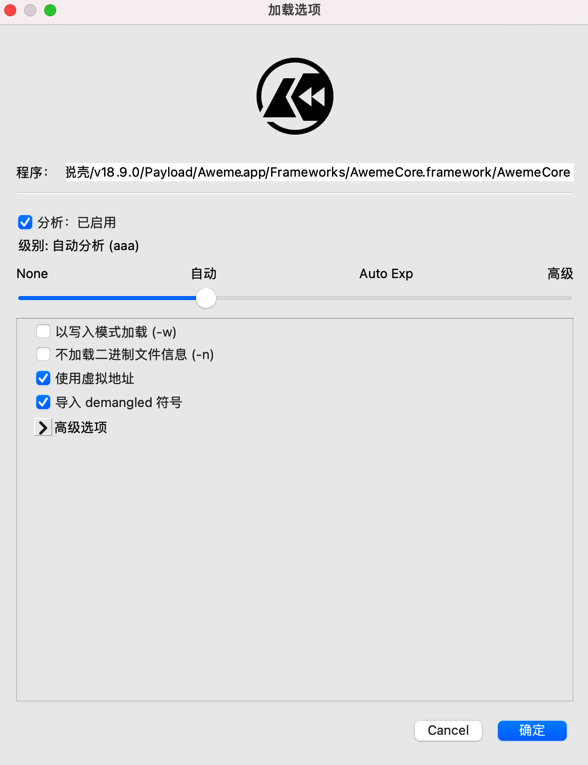 加载选项
程序：
脱壳/v18.9.0/Payload/Aweme.app/Frameworks/AwemeCore.framework/AwemeCore
分析：已启用
级别: 自动分析 (aaa)
None 自动 Auto Exp 高级
以写入模式加载 (-w)
不加载二进制文件信息 (-n)
使用虚拟地址
导入 demangled 符号
高级选项
Cancel 确定